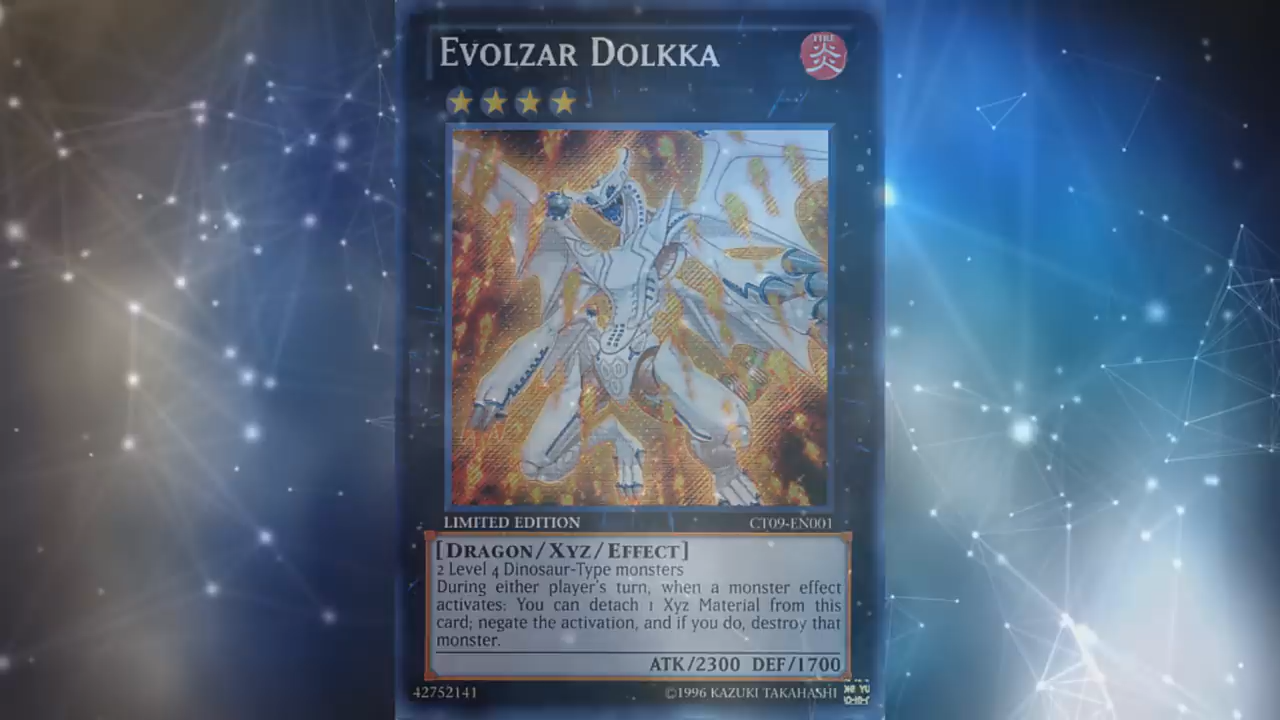 EVOLZAR DOLKKA
FIRE
炎
LIMITED EDITION
CT09-EN001
[DRAGON/XYZ/EFFECT]
2 Level 4 Dinosaur-Type monsters
During either player's turn, when a monster effect
activates: You can detach 1 Xyz Material from this
card; negate the activation, and if you do, destroy that
monster.
ATK/2300 DEF/1700
42752141
©1996 KAZUKI TAKAHASHI